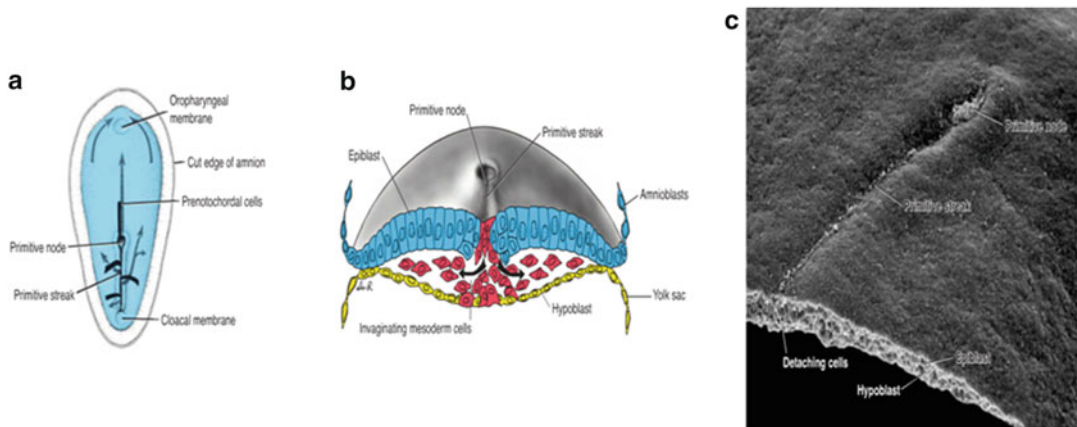 a
Oropharyngeal
membrane
Cut edge of amnion
Prenotochordal cells
Primitive node
Primitive streak
Cloacal membrane
b
Primitive node
Primitive streak
Epiblast
Amnioblasts
Yolk sac
Hypoblast
Invaginating mesoderm cells
c
Primitive node
Primitive streak
Epiblast
Detaching cells
Hypoblast